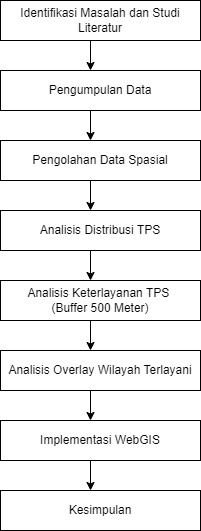 Identifikasi Masalah dan Studi
Literatur
Pengumpulan Data
Pengolahan Data Spasial
Analisis Distribusi TPS
Analisis Keterlayanan TPS
(Buffer 500 Meter)
Analisis Overlay Wilayah Terlayani
Implementasi WebGIS
Kesimpulan